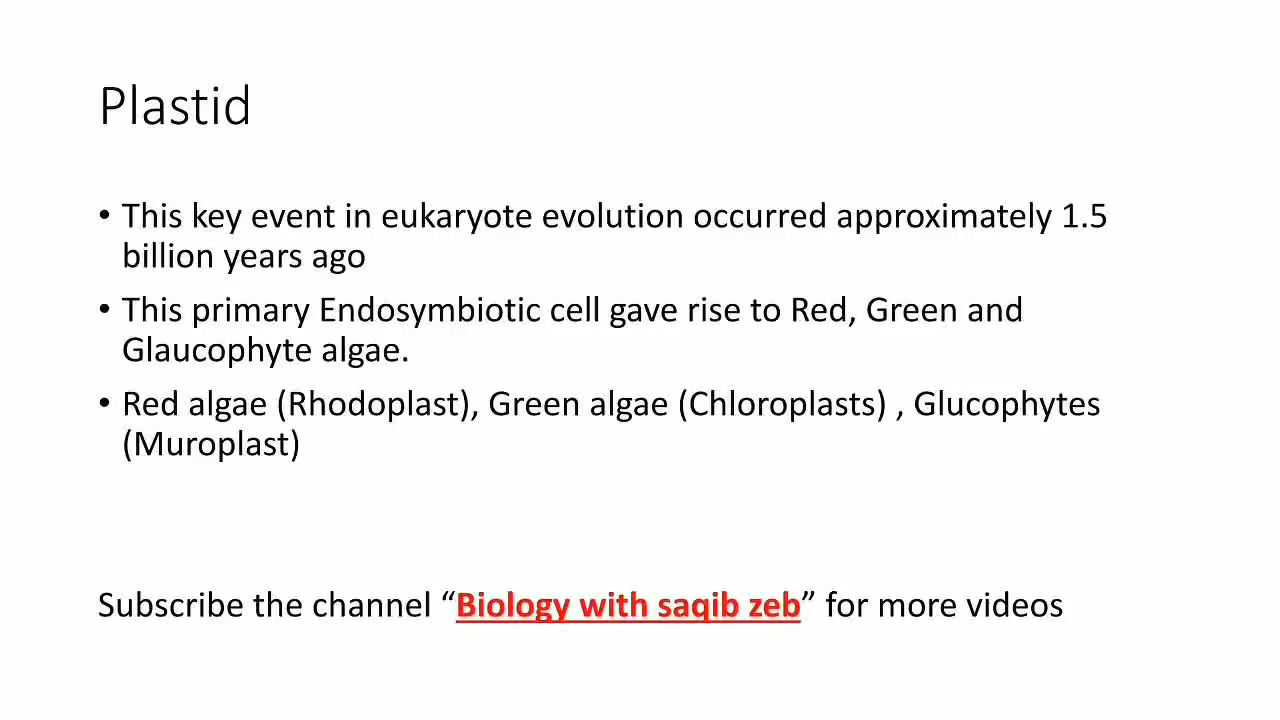 Plastid
• This key event in eukaryote evolution occurred approximately 1.5
billion years ago
• This primary Endosymbiotic cell gave rise to Red, Green and
Glaucophyte algae.
• Red algae (Rhodoplast), Green algae (Chloroplasts) , Glucophytes
(Muroplast)
Subscribe the channel “Biology with saqib zeb” for more videos